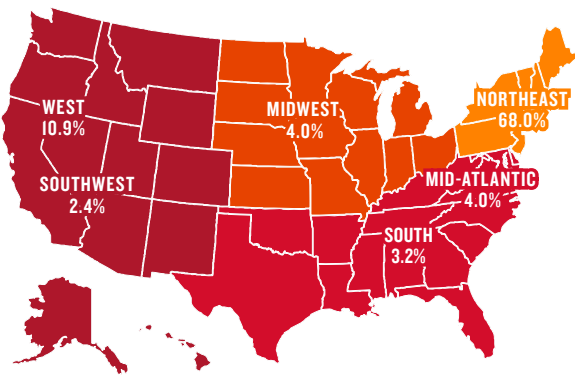 WEST
10.9%
MIDWEST
4.0%
NORTHEAST
68.0%
SOUTHWEST
2.4%
MID-ATLANTIC
4.0%
SOUTH
3.2%